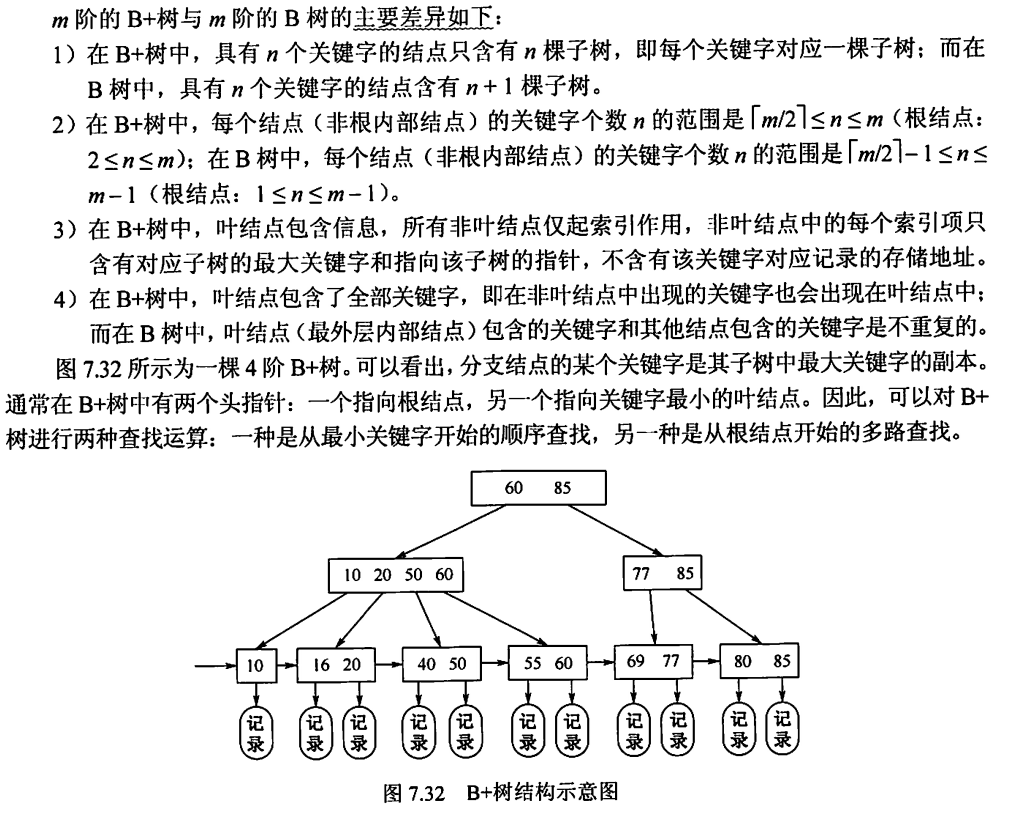 m 阶的 B+树与 m 阶的 B 树的主要差异如下：
1）在 B+树中，具有 n 个关键字的结点只含有 n 棵子树，即每个关键字对应一棵子树；而在
B 树中，具有 n 个关键字的结点含有 n + 1 棵子树。
2）在 B+树中，每个结点（非根内部结点）的关键字个数 n 的范围是⌈m/2⌉≤n≤m（根结点：
2≤n≤m）；在 B 树中，每个结点（非根内部结点）的关键字个数 n 的范围是⌈m/2⌉−1≤n≤
m−1（根结点：1≤n≤m−1）。
3）在 B+树中，叶结点包含信息，所有非叶结点仅起索引作用，非叶结点中的每个索引项只
含有对应子树的最大关键字和指向该子树的指针，不含有该关键字对应记录的存储地址。
4）在 B+树中，叶结点包含了全部关键字，即在非叶结点中出现的关键字也会出现在叶结点中；
而在 B 树中，叶结点（最外层内部结点）包含的关键字和其他结点包含的关键字是不重复的。
图 7.32 所示为一棵 4 阶 B+树。可以看出，分支结点的某个关键字是其子树中最大关键字的副本。
通常在 B+树中有两个头指针：一个指向根结点，另一个指向关键字最小的叶结点。因此，可以对 B+
树进行两种查找运算：一种是从最小关键字开始的顺序查找，另一种是从根结点开始的多路查找。
60 85
10 20 50 60 77 85
10 16 20 40 50 55 60 69 77 80 85
记录 记录 记录 记录 记录 记录 记录 记录 记录 记录 记录
图 7.32 B+树结构示意图